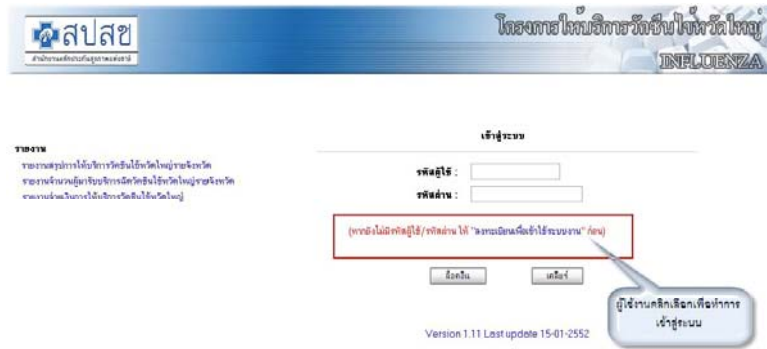 สปสช
สำนักงานหลักประกันสุขภาพแห่งชาติ
โครงการให้บริการวัคซีนไข้หวัดใหญ่
INFLUENZA
เข้าสู่ระบบ
รายงาน
รายงานสรุปการให้บริการวัคซีนไข้หวัดใหญ่รายจังหวัด
รายงานจำนวนผู้มารับบริการฉีดวัคซีนไข้หวัดใหญ่รายจังหวัด
รายงานจ่ายเงินการให้บริการวัคซีนไข้หวัดใหญ่
รหัสผู้ใช้ :
รหัสผ่าน :
(หากยังไม่มีรหัสผู้ใช้/รหัสผ่าน ให้ "ลงทะเบียนเพื่อเข้าใช้ระบบงาน" ก่อน)
ล็อคอิน
เคลียร์
ผู้ใช้งานคลิกเลือกเพื่อทำการ
เข้าสู่ระบบ
Version 1.11 Last update 15-01-2552